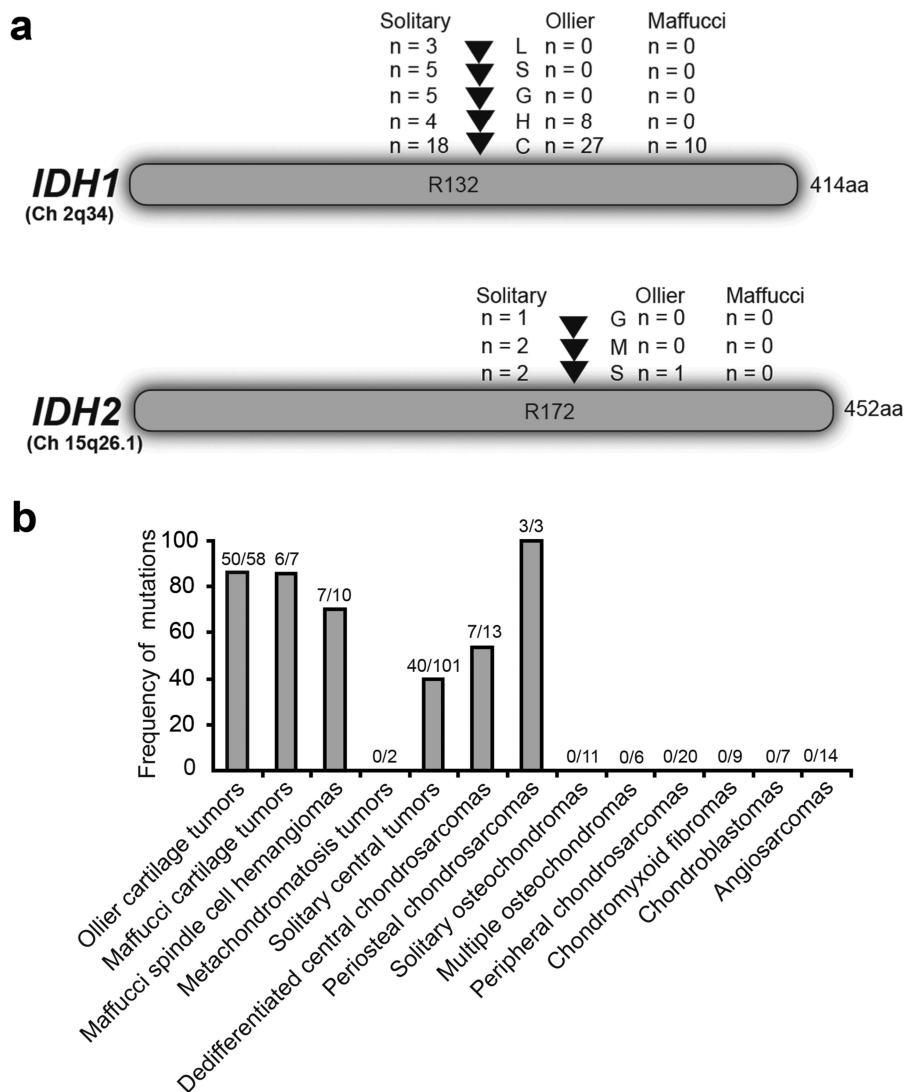 a
Solitary Ollier Maffucci
n = 3 L n = 0 n = 0
n = 5 S n = 0 n = 0
n = 5 G n = 0 n = 0
n = 4 H n = 8 n = 0
n = 18 C n = 27 n = 10
IDH1 R132 414aa
(Ch 2q34)
Solitary Ollier Maffucci
n = 1 G n = 0 n = 0
n = 2 M n = 0 n = 0
n = 2 S n = 1 n = 0
IDH2 R172 452aa
(Ch 15q26.1)
b
Frequency of mutations
100
80
60
40
20
0
50/58 6/7 7/10 0/2 40/101 7/13 3/3 0/11 0/6 0/20 0/9 0/7 0/14
Ollier cartilage tumors
Maffucci cartilage tumors
Maffucci spindle cell hemangiomas
Metachondromatosis tumors
Solitary central tumors
Dedifferentiated central chondrosarcomas
Periosteal chondrosarcomas
Solitary osteochondromas
Multiple osteochondromas
Peripheral chondrosarcomas
Chondromyxoid fibromas
Chondroblastomas
Angiosarcomas